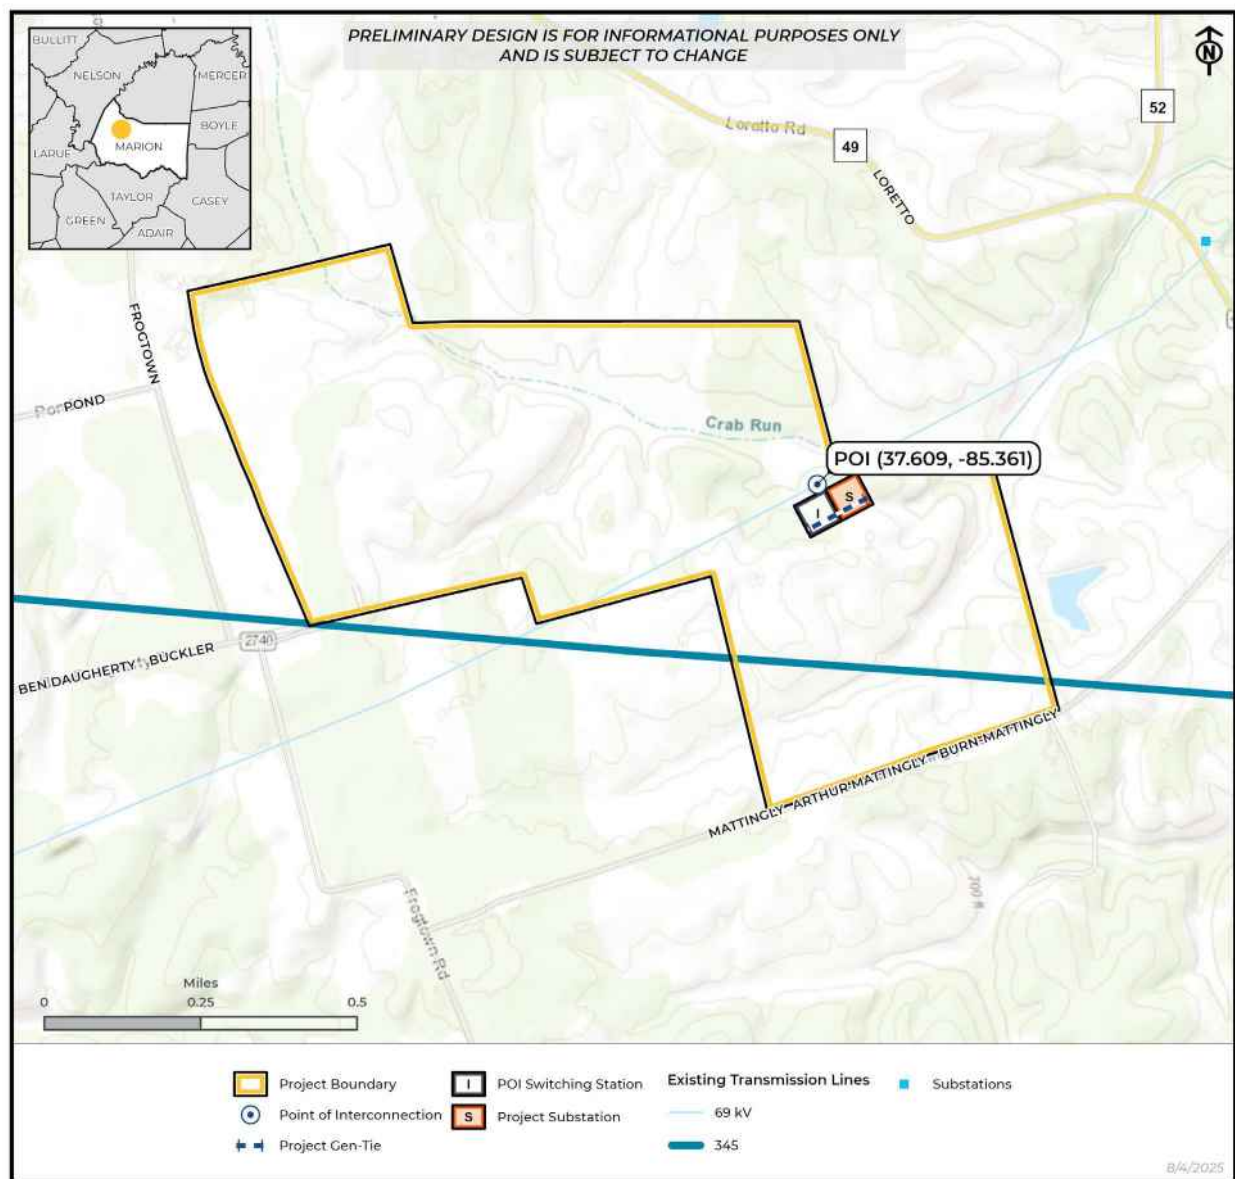 PRELIMINARY DESIGN IS FOR INFORMATIONAL PURPOSES ONLY
AND IS SUBJECT TO CHANGE
N
BULLITT
NELSON
MERCER
BOYLE
MARION
LARUE
TAYLOR
CASEY
GREEN
ADAIR
52
Loretto Rd
49
LORETTO
FROGTOWN
POND
Crab Run
POI (37.609, -85.361)
S
I
2740
BEN DAUGHERTY
BUCKLER
MATTINGLY
ARTHUR MATTINGLY
BURN-MATTINGLY
700 ft
Frogtown Rd
Miles
0
0.25
0.5
Project Boundary
I
POI Switching Station
Existing Transmission Lines
Substations
Point of Interconnection
S
Project Substation
69 kV
Project Gen-Tie
345
8/4/2025